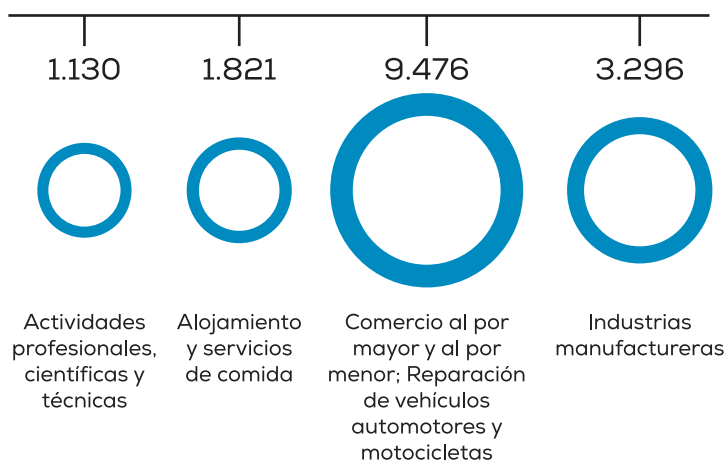 1.130
1.821
9.476
3.296
Actividades
profesionales,
científicas y
técnicas
Alojamiento
y servicios
de comida
Comercio al por
mayor y al por
menor; Reparación
de vehículos
automotores y
motocicletas
Industrias
manufactureras